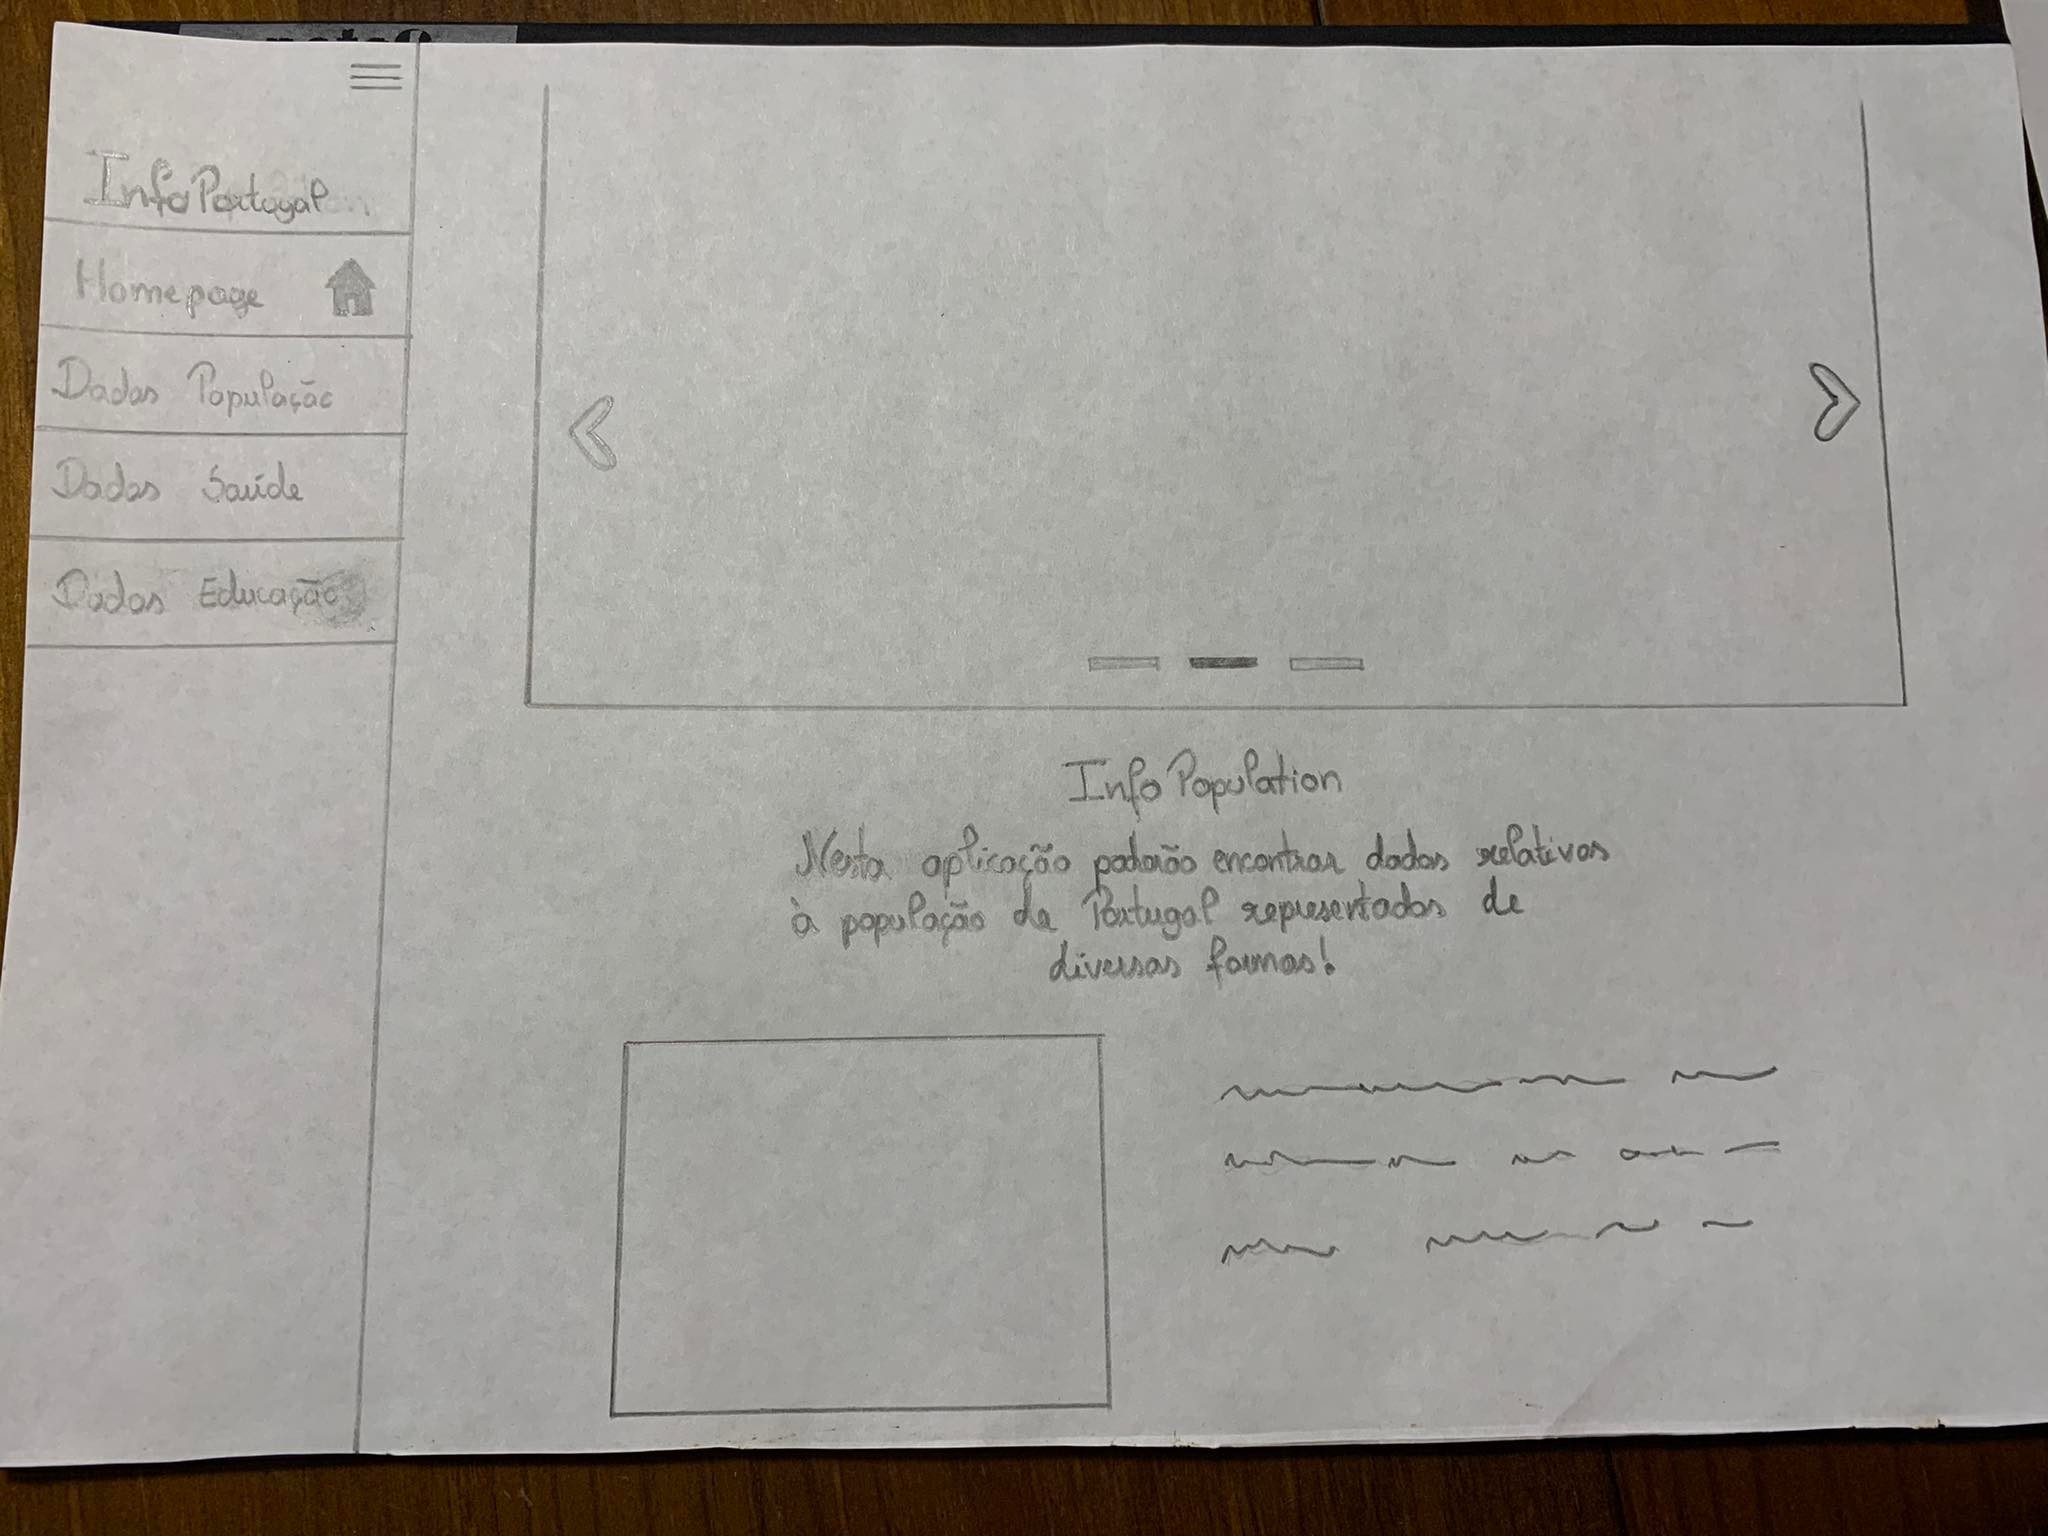 InfoPortugal
Homepage
Dados População
Dados Saúde
Dados Educação
InfoPopulation
Nesta aplicação poderão encontrar dados relativos
à população de Portugal representados de
diversas formas!